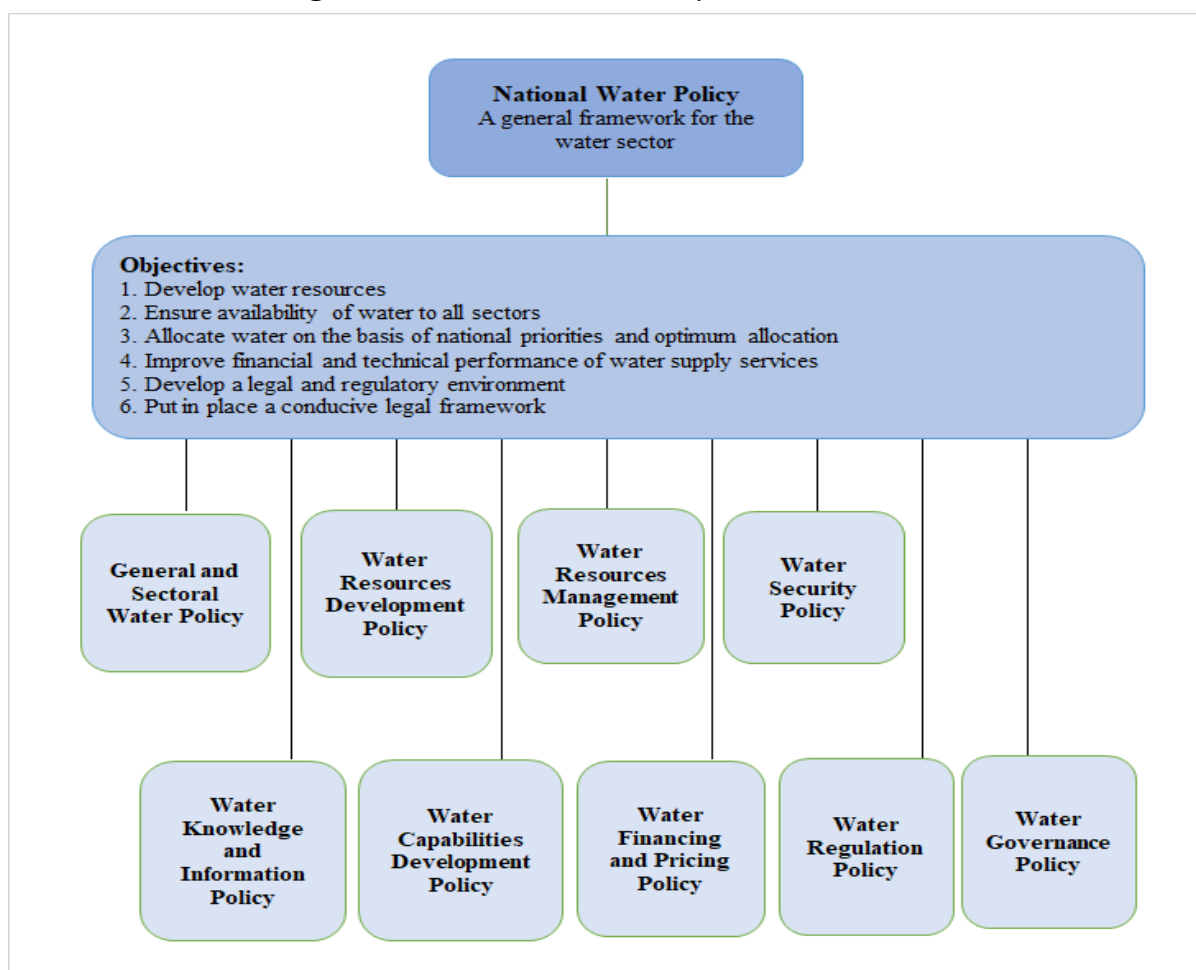 National Water Policy
A general framework for the
water sector
Objectives:
1. Develop water resources
2. Ensure availability of water to all sectors
3. Allocate water on the basis of national priorities and optimum allocation
4. Improve financial and technical performance of water supply services
5. Develop a legal and regulatory environment
6. Put in place a conducive legal framework
General and
Sectoral
Water Policy
Water
Resources
Development
Policy
Water
Resources
Management
Policy
Water
Security
Policy
Water
Knowledge
and
Information
Policy
Water
Capabilities
Development
Policy
Water
Financing
and Pricing
Policy
Water
Regulation
Policy
Water
Governance
Policy